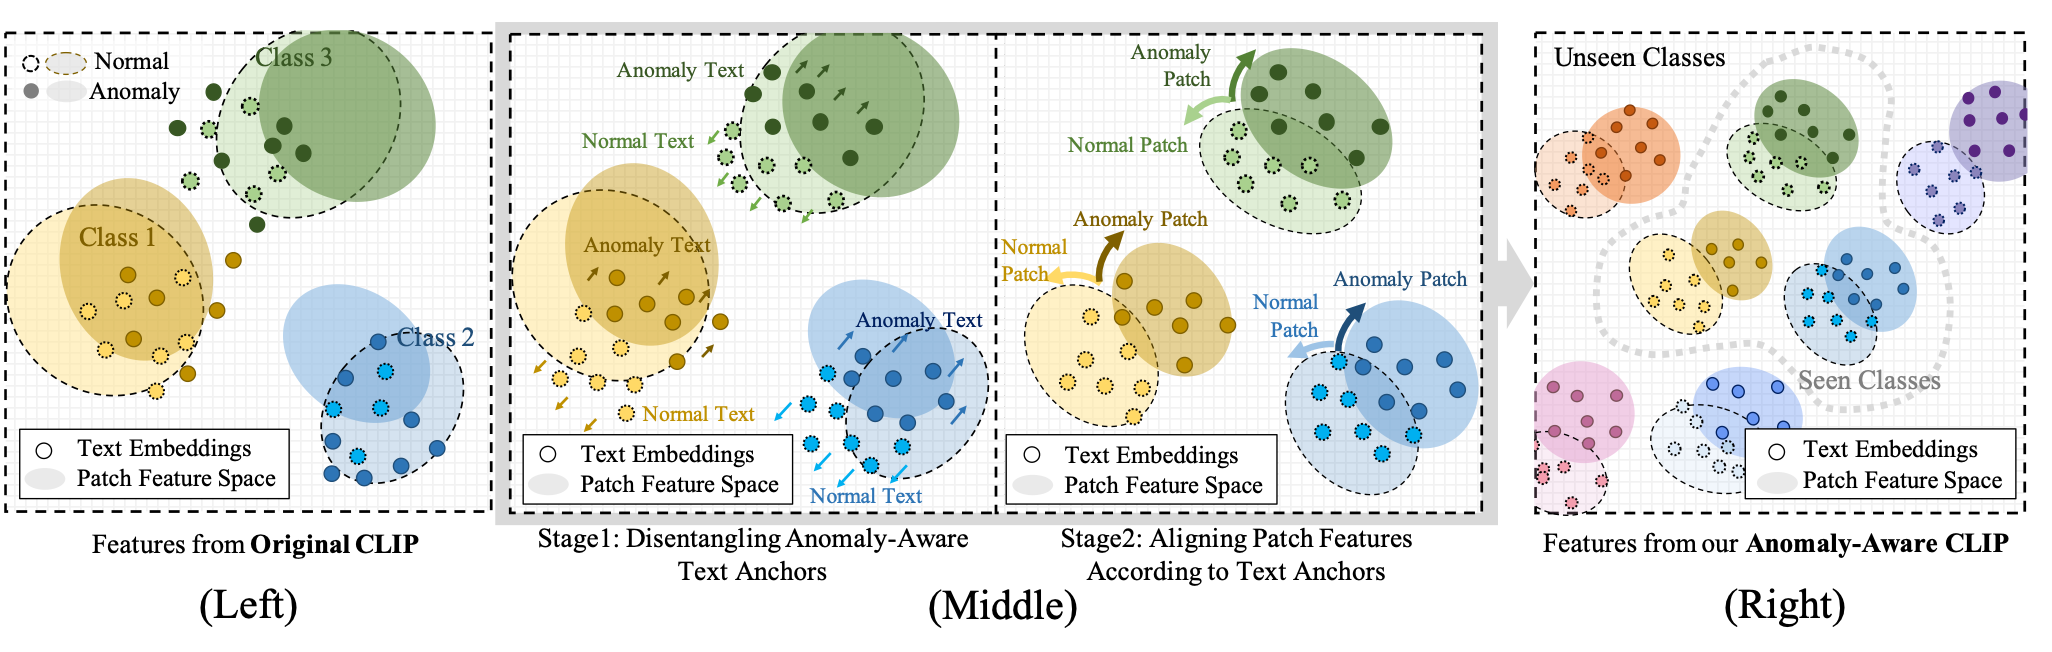 Class 3
Normal
Anomaly
Class 1
Class 2
Text Embeddings
Patch Feature Space
Features from Original CLIP
(Left)
Anomaly Text
Normal Text
Anomaly Text
Anomaly Text
Normal Text
Normal Text
Text Embeddings
Patch Feature Space
Stage1: Disentangling Anomaly-Aware
Text Anchors
Anomaly
Patch
Normal Patch
Anomaly Patch
Normal
Patch
Anomaly Patch
Normal
Patch
Text Embeddings
Patch Feature Space
Stage2: Aligning Patch Features
According to Text Anchors
(Middle)
Unseen Classes
Seen Classes
Text Embeddings
Patch Feature Space
Features from our Anomaly-Aware CLIP
(Right)